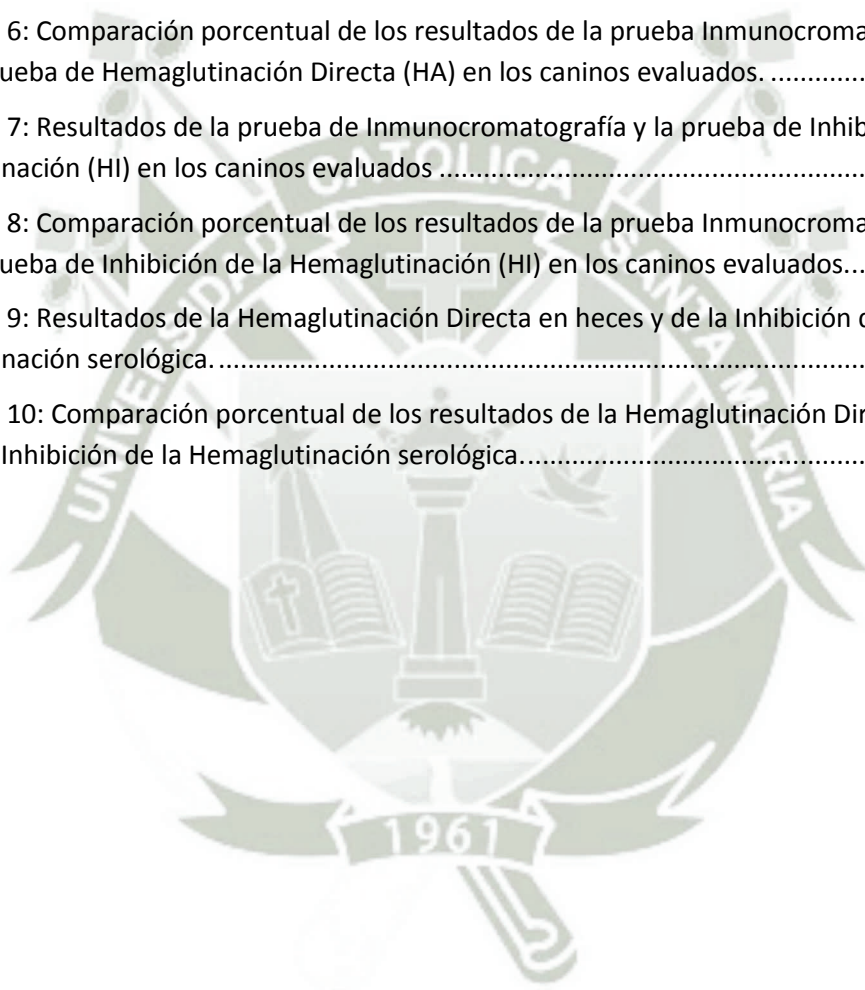 6: Comparación porcentual de los resultados de la prueba Inmunocroma
ueba de Hemaglutinación Directa (HA) en los caninos evaluados. ..............
7: Resultados de la prueba de Inmunocromatografía y la prueba de Inhib
nación (HI) en los caninos evaluados ..............................................................
8: Comparación porcentual de los resultados de la prueba Inmunocroma
ueba de Inhibición de la Hemaglutinación (HI) en los caninos evaluados...
9: Resultados de la Hemaglutinación Directa en heces y de la Inhibición
nación serológica. ...............................................................................................
10: Comparación porcentual de los resultados de la Hemaglutinación Dir
Inhibición de la Hemaglutinación serológica. .................................................
UNIVERSIDAD CATOLICA SANTA MARIA
1961